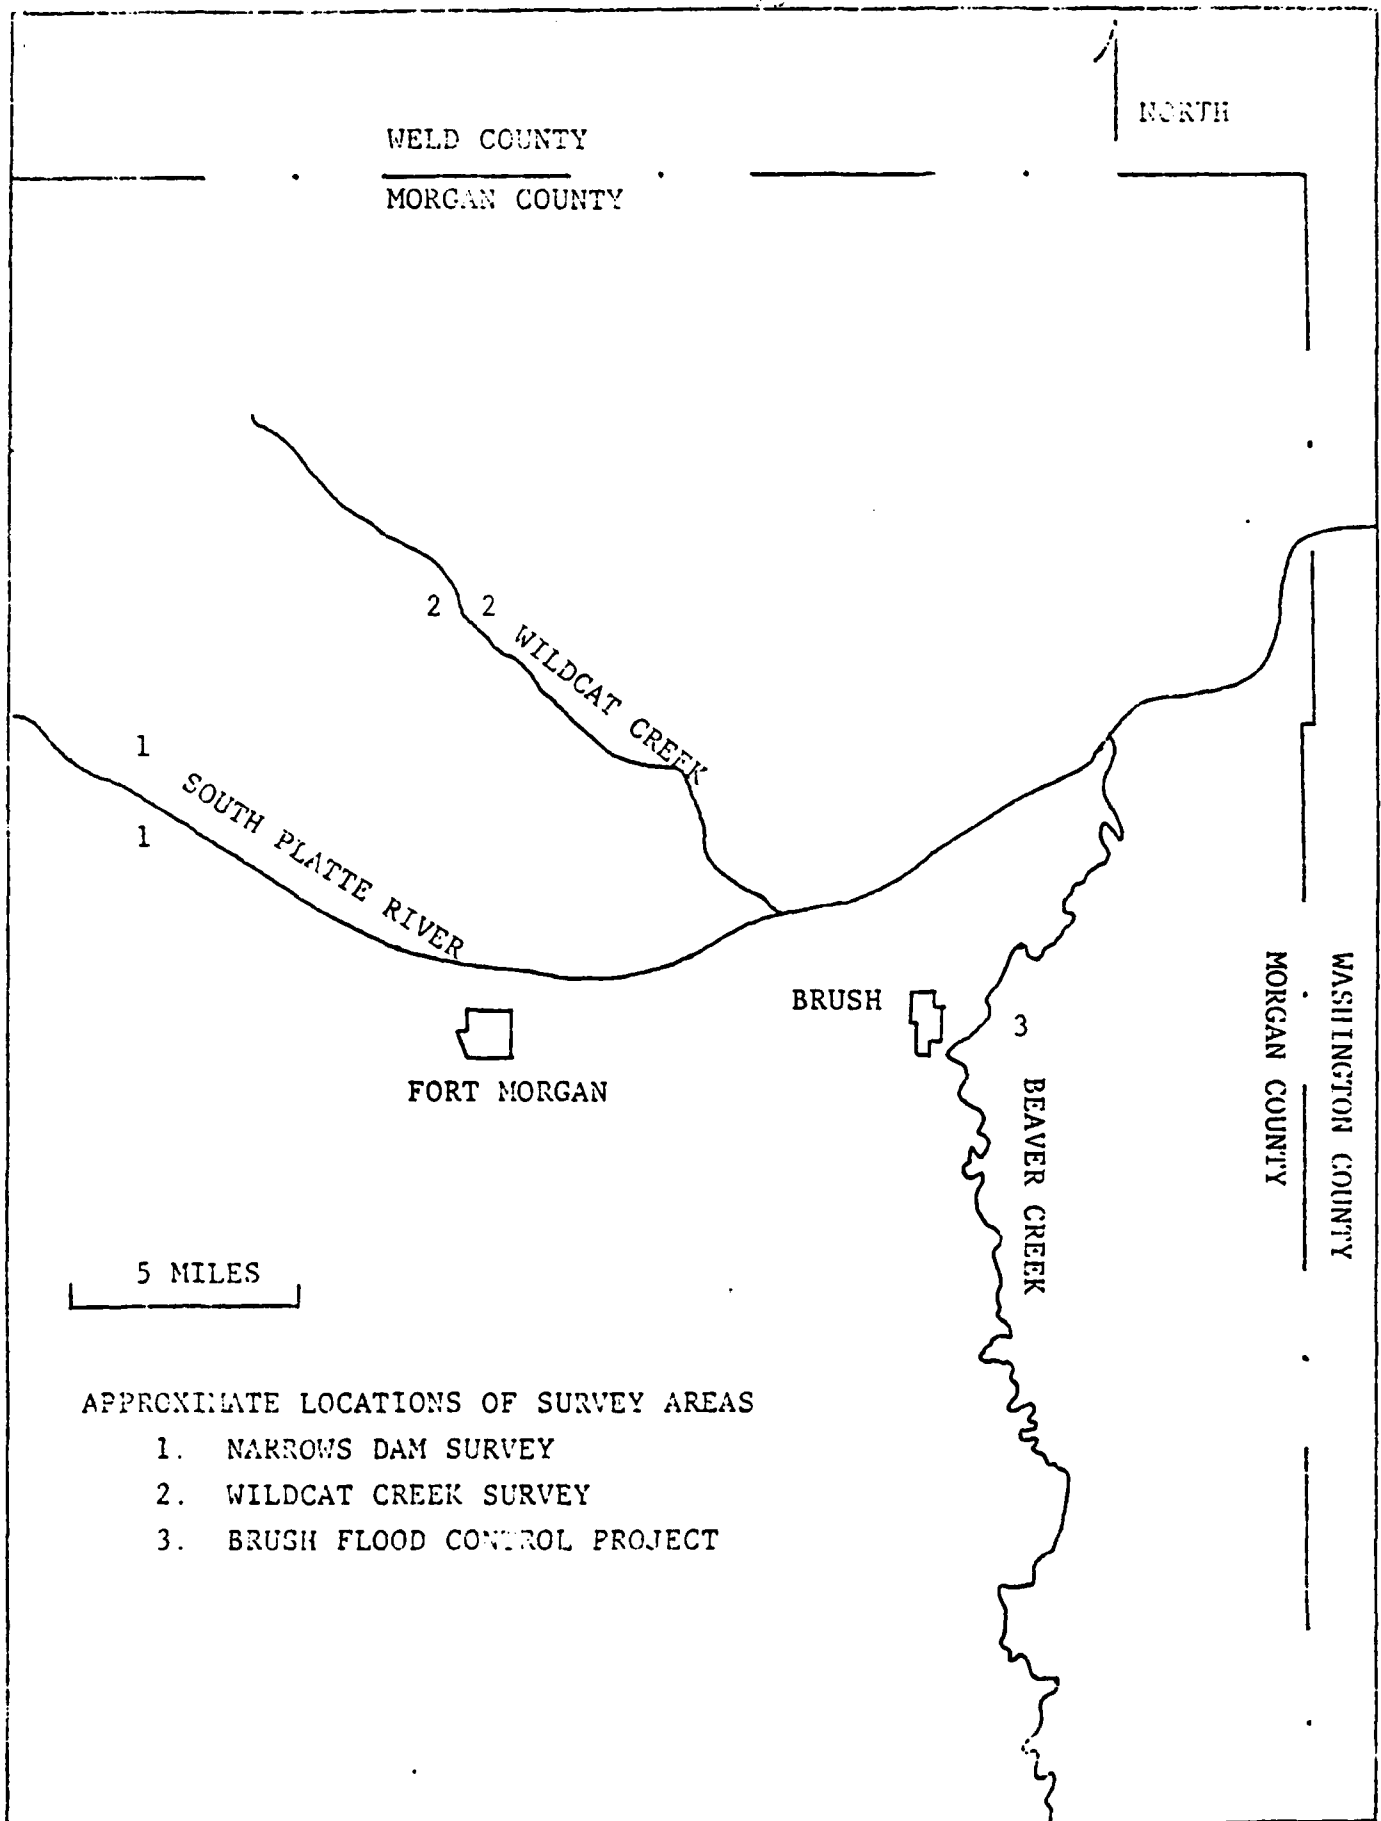 NORTH
WELD COUNTY
MORGAN COUNTY
2 2
WILDCAT CREEK
1
SOUTH PLATTE RIVER
1
BRUSH
3
FORT MORGAN
BEAVER CREEK
MORGAN COUNTY
WASHINGTON COUNTY
5 MILES
APPROXIMATE LOCATIONS OF SURVEY AREAS
1. NARROWS DAM SURVEY
2. WILDCAT CREEK SURVEY
3. BRUSH FLOOD CONTROL PROJECT